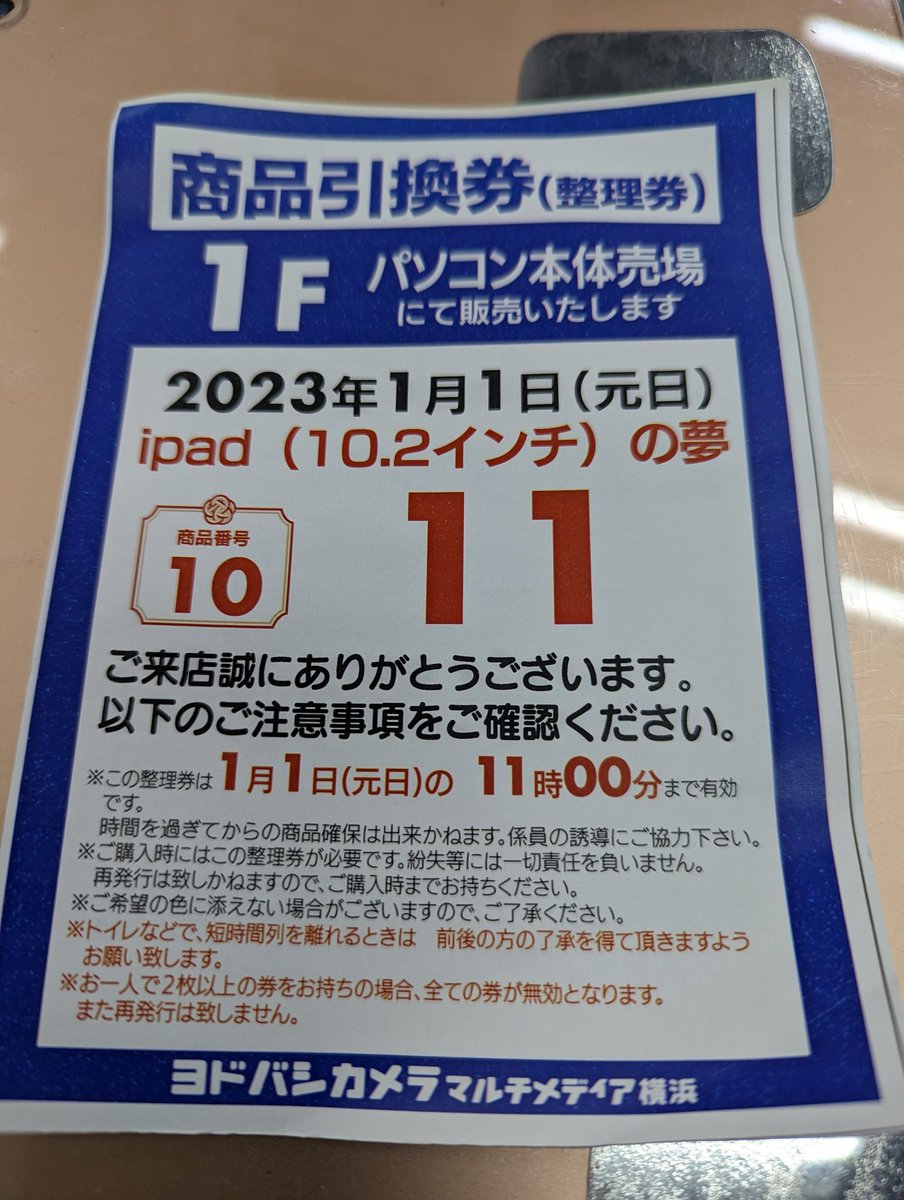 商品引換券(整理券)
1F パソコン本体売場
にて販売いたします
2023年1月1日(元日)
ipad（10.2インチ）の夢
商品番号
10
11
ご来店誠にありがとうございます。
以下のご注意事項をご確認ください。
※この整理券は1月1日(元日)の 11時00分まで有効
です。
時間を過ぎてからの商品確保は出来かねます。係員の誘導にご協力下さい。
※ご購入時にはこの整理券が必要です。紛失等には一切責任を負いません。
再発行は致しかねますので、ご購入時までお持ちください。
※ご希望の色に添えない場合がございますので、ご了承ください。
※トイレなどで、短時間列を離れるときは 前後の方の了承を得て頂きますよう
お願い致します。
※お一人で2枚以上の券をお持ちの場合、全ての券が無効となります。
また再発行は致しません。
ヨドバシカメラマルチメディア横浜